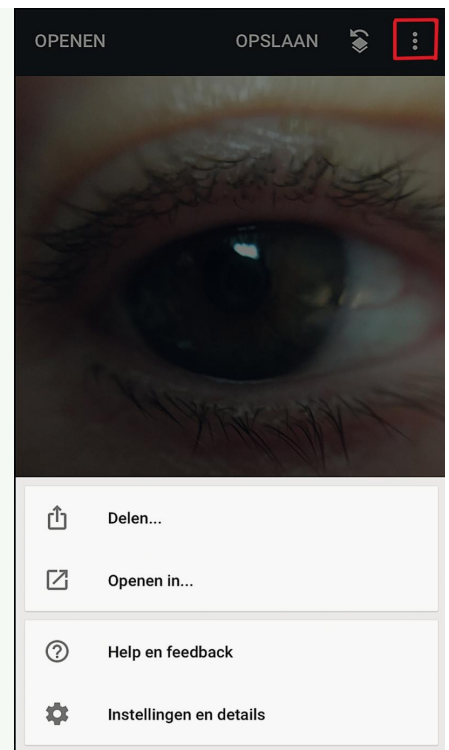 OPENEN OPSLAAN
Delen...
Openen in...
Help en feedback
Instellingen en details